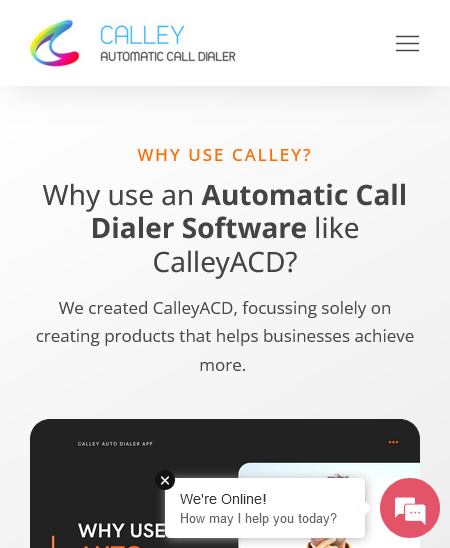 CALLEY
AUTOMATIC CALL DIALER
WHY USE CALLEY?
Why use an Automatic Call
Dialer Software like
CalleyACD?
We created CalleyACD, focussing solely on
creating products that helps businesses achieve
more.
CALLEY AUTO DIALER APP
WHY USE
We're Online!
How may I help you today?